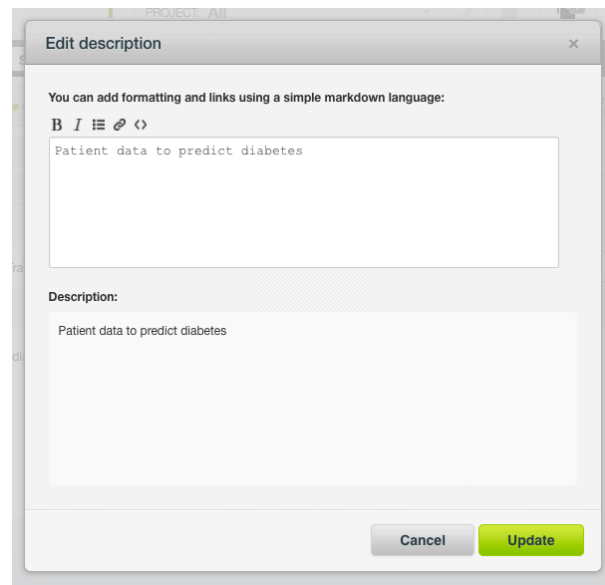 PROJECT: All
Edit description
×
You can add formatting and links using a simple markdown language:
B I
Patient data to predict diabetes
Description:
Patient data to predict diabetes
Cancel
Update